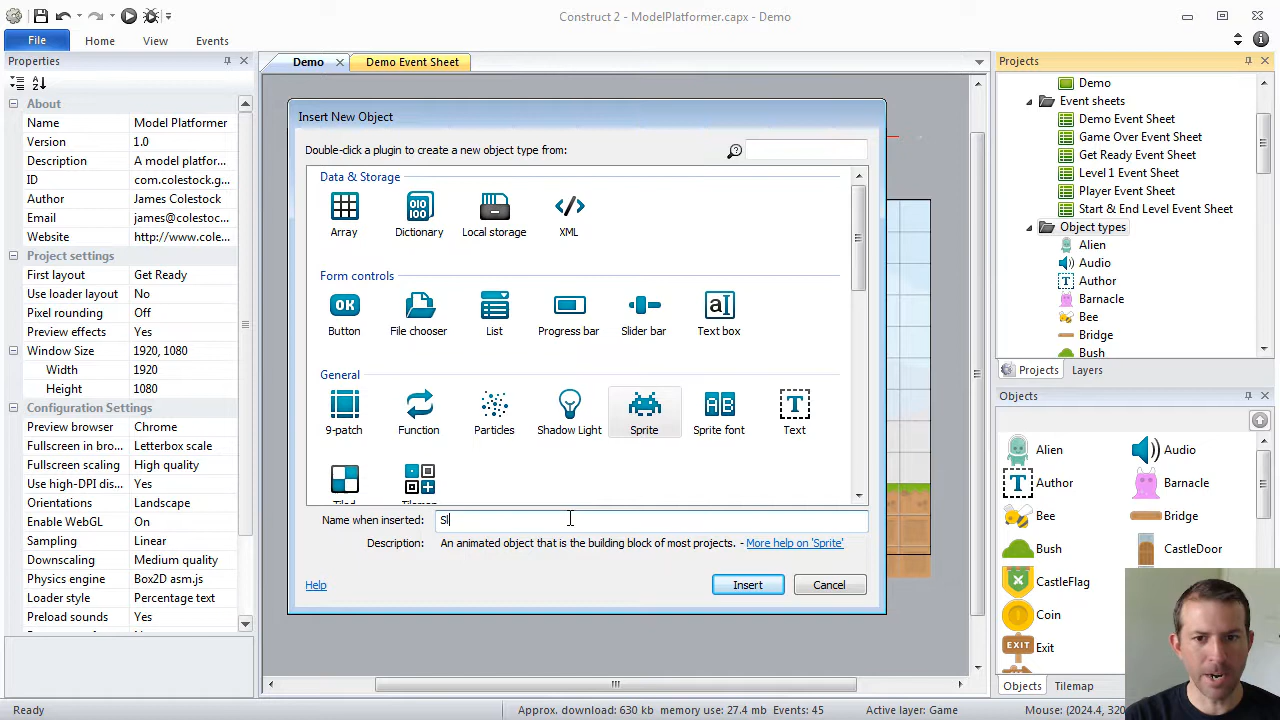 Construct 2 - ModelPlatformer.capx - Demo
File
Home
View
Events
Properties
About
Name Model Platformer
Version 1.0
Description A model platfor...
ID com.colestock.g...
Author James Colestock
Email james@colestoc...
Website http://www.cole...
Project settings
First layout Get Ready
Use loader layout No
Pixel rounding Off
Preview effects Yes
Window Size 1920, 1080
Width 1920
Height 1080
Configuration Settings
Preview browser Chrome
Fullscreen in brow... Letterbox scale
Fullscreen scaling High quality
Use high-DPI dis... Yes
Orientations Landscape
Enable WebGL On
Sampling Linear
Downscaling Medium quality
Physics engine Box2D asm.js
Loader style Percentage text
Preload sounds Yes
Demo
Demo Event Sheet
Insert New Object
Double-click a plugin to create a new object type from:
Data & Storage
Array
Dictionary
Local storage
XML
Form controls
Button
File chooser
List
Progress bar
Slider bar
Text box
General
9-patch
Function
Particles
Shadow Light
Sprite
Sprite font
Text
Name when inserted: Sl
Description: An animated object that is the building block of most projects. - More help on 'Sprite'
Help
Insert
Cancel
Projects
Demo
Event sheets
Demo Event Sheet
Game Over Event Sheet
Get Ready Event Sheet
Level 1 Event Sheet
Player Event Sheet
Start & End Level Event Sheet
Object types
Alien
Audio
Author
Barnacle
Bee
Bridge
Bush
Projects
Layers
Objects
Alien
Audio
Author
Barnacle
Bee
Bridge
Bush
CastleDoor
CastleFlag
Coin
EXIT
Exit
Objects
Tilemap
Ready
Approx. download: 630 kb
memory use: 27.4 mb
Events: 45
Active layer: Game
Mouse: (2024.4, 320